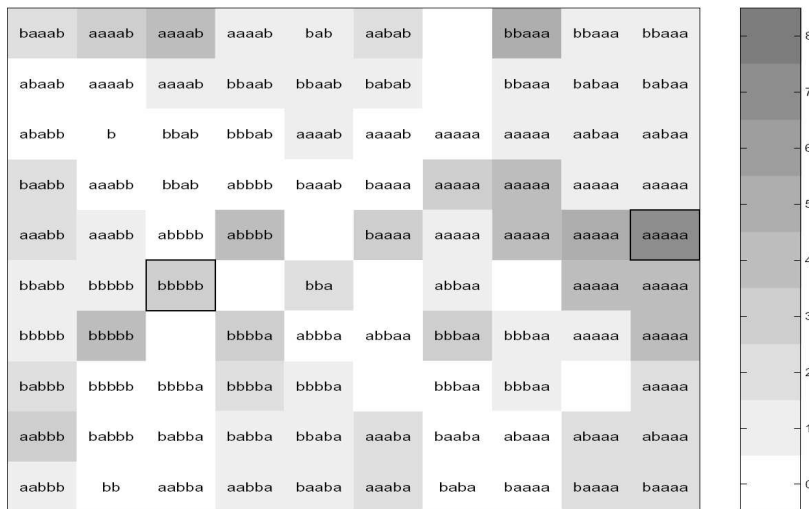 baaab aaaab aaaab aaaab bab aabab bbaaa bbaaa bbaaa
abaab aaaab aaaab bbaab bbaab babab bbaaa babaa babaa
ababb b bbab bbbab aaaab aaaab aaaaa aaaaa aabaa aabaa
baabb aaabb bbab abbbb baaab baaaa aaaaa aaaaa aaaaa aaaaa
aaabb aaabb abbbb abbbb baaaa aaaaa aaaaa aaaaa aaaaa
bbabb bbbbb bbbbb bba abbaa aaaaa aaaaa
bbbbb bbbbb bbbba abbba abbaa bbbaa bbbaa aaaaa aaaaa
babbb bbbbb bbbba bbbba bbbba bbbaa bbbaa aaaaa
aabbb babbb babba babba bbaba aaaba baaba abaaa abaaa abaaa
aabbb bb aabba aabba baaba aaaba baba baaaa baaaa baaaa
8
7
6
5
4
3
2
1
0